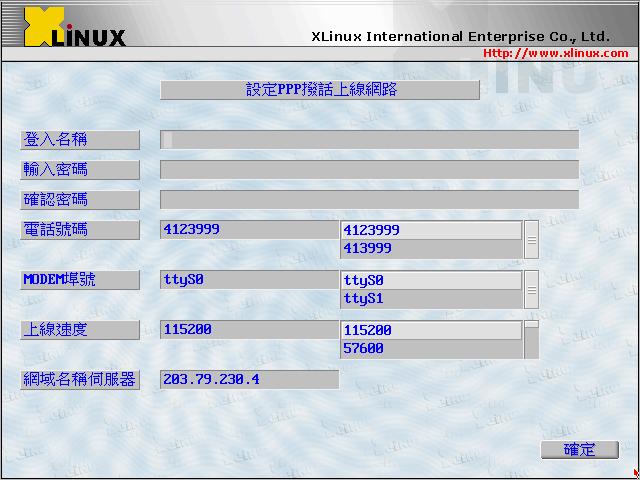 XLiNUX
XLinux International Enterprise Co., Ltd.
Http://www.xlinux.com
設定PPP撥話上線網路
登入名稱
輸入密碼
確認密碼
電話號碼 4123999 4123999
413999
MODEM埠號 ttyS0 ttyS0
ttyS1
上線速度 115200 115200
57600
網域名稱伺服器 203.79.230.4
確定